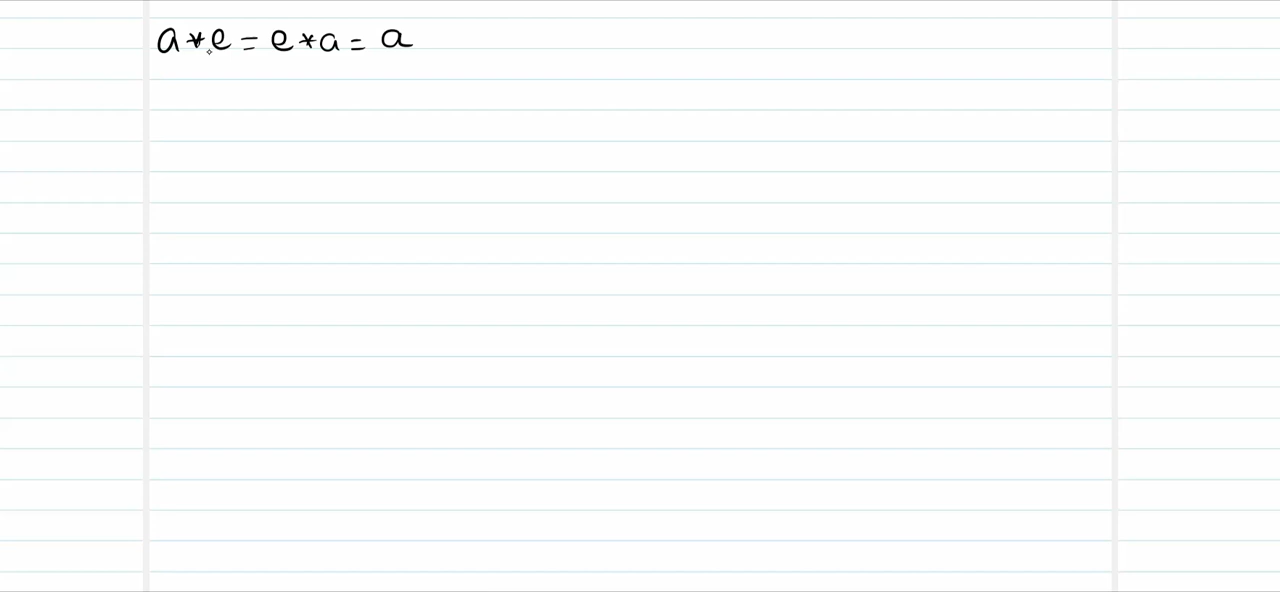 a * e = e * a = a